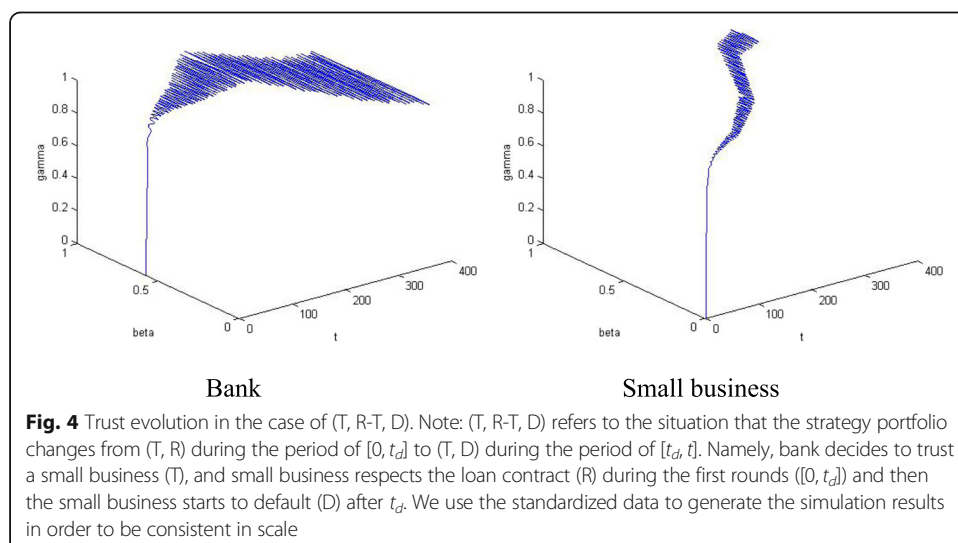 1
0.8
0.6
0.4
0.2
0
gamma
1
0.5
0
beta
0
100
200
300
400
t
Bank
1
0.8
0.6
0.4
0.2
0
gamma
1
0.5
0
beta
0
100
200
300
400
t
Small business
Fig. 4 Trust evolution in the case of (T, R-T, D). Note: (T, R-T, D) refers to the situation that the strategy portfolio
changes from (T, R) during the period of [0, t_d] to (T, D) during the period of [t_d, t]. Namely, bank decides to trust
a small business (T), and small business respects the loan contract (R) during the first rounds ([0, t_d]) and then
the small business starts to default (D) after t_d. We use the standardized data to generate the simulation results
in order to be consistent in scale